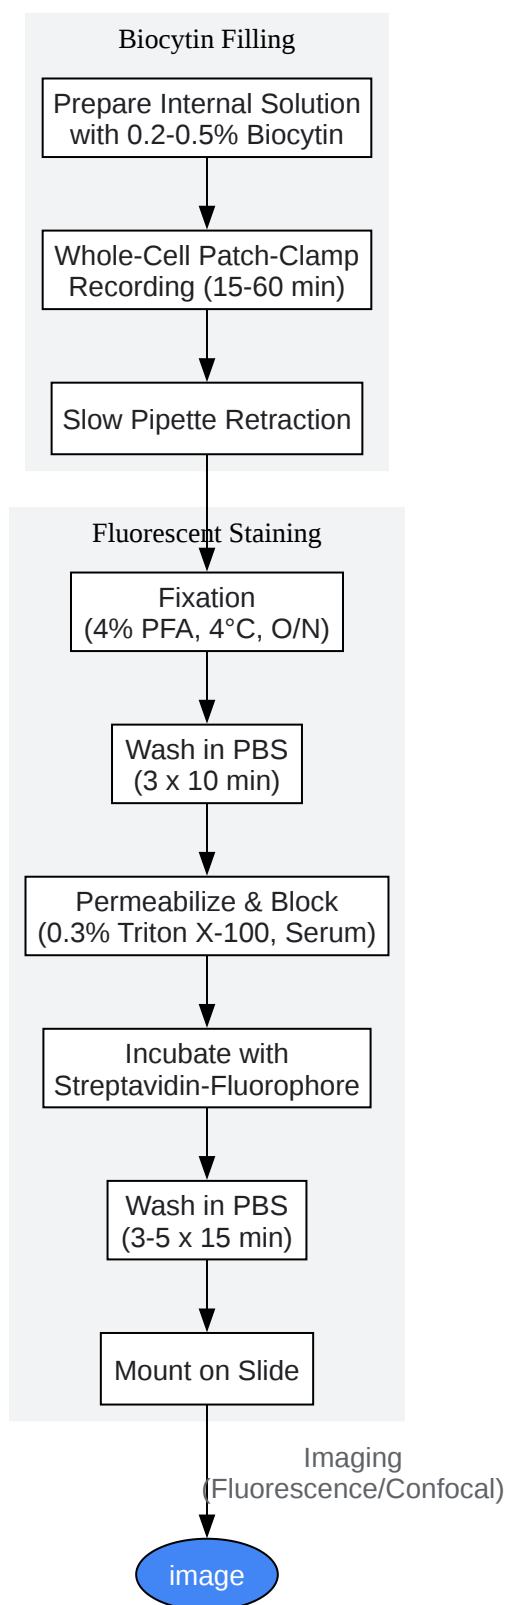 Biocytin Filling
Prepare Internal Solution
with 0.2-0.5% Biocytin
Whole-Cell Patch-Clamp
Recording (15-60 min)
Slow Pipette Retraction
Fluorescent Staining
Fixation
(4% PFA, 4°C, O/N)
Wash in PBS
(3 x 10 min)
Permeabilize & Block
(0.3% Triton X-100, Serum)
Incubate with
Streptavidin-Fluorophore
Wash in PBS
(3-5 x 15 min)
Mount on Slide
Imaging
(Fluorescence/Confocal)
image